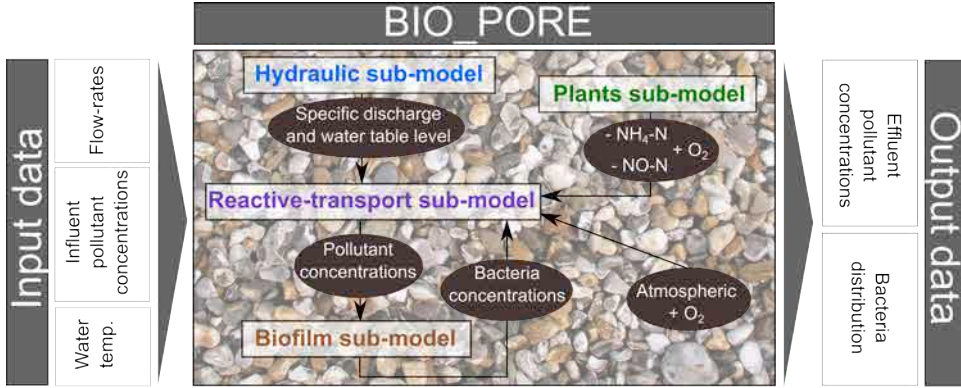 BIO_PORE
Input data
Flow-rates
Influent
pollutant
concentrations
Water
temp.
Hydraulic sub-model
Specific discharge
and water table level
Plants sub-model
- NH₄-N
+ O₂
- NO-N
Reactive-transport sub-model
Pollutant
concentrations
Bacteria
concentrations
Atmospheric
+ O₂
Biofilm sub-model
Effluent
pollutant
concentrations
Bacteria
distribution
Output data